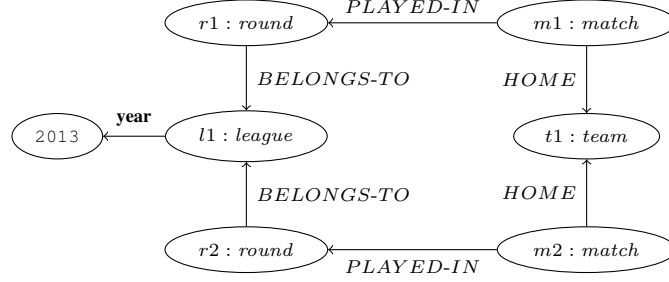 PLAYED-IN
r1 : round
m1 : match
BELONGS-TO
HOME
year
2013
l1 : league
t1 : team
BELONGS-TO
HOME
r2 : round
m2 : match
PLAYED-IN